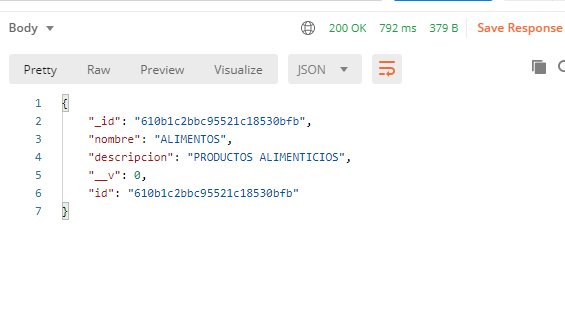 Body 200 OK 792 ms 379 B Save Response
Pretty Raw Preview Visualize JSON
1 {
2 "_id": "610b1c2bbc95521c18530bfb",
3 "nombre": "ALIMENTOS",
4 "descripcion": "PRODUCTOS ALIMENTICIOS",
5 "__v": 0,
6 "id": "610b1c2bbc95521c18530bfb"
7 }